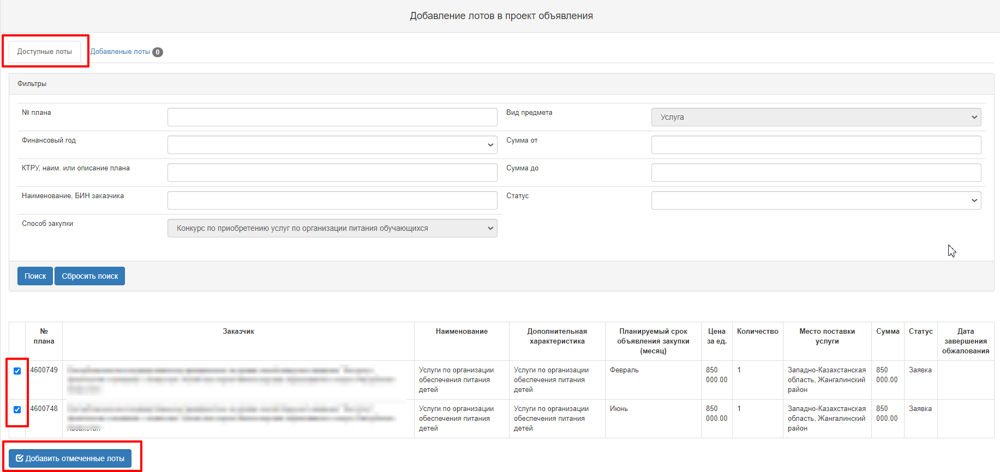 Добавление лотов в проект объявления
Доступные лоты
Добавленые лоты 0
Фильтры
№ плана
Вид предмета
Услуга
Финансовый год
Сумма от
КТРУ, наим. или описание плана
Сумма до
Наименование, БИН заказчика
Статус
Способ закупки
Конкурс по приобретению услуг по организации питания обучающихся
Поиск
Сбросить поиск
№
плана
Заказчик
Наименование
Дополнительная
характеристика
Планируемый срок
объявления закупки
(месяц)
Цена
за ед.
Количество
Место поставки
услуги
Сумма
Статус
Дата
завершения
обжалования
4600749
Услуги по организации
обеспечения питания
детей
Услуги по организации
обеспечения питания
детей
Февраль
850
000.00
1
Западно-Казахстанская
область, Жангалинский
район
850
000.00
Заявка
4600748
Услуги по организации
обеспечения питания
детей
Услуги по организации
обеспечения питания
детей
Июнь
850
000.00
1
Западно-Казахстанская
область, Жангалинский
район
850
000.00
Заявка
Добавить отмеченные лоты